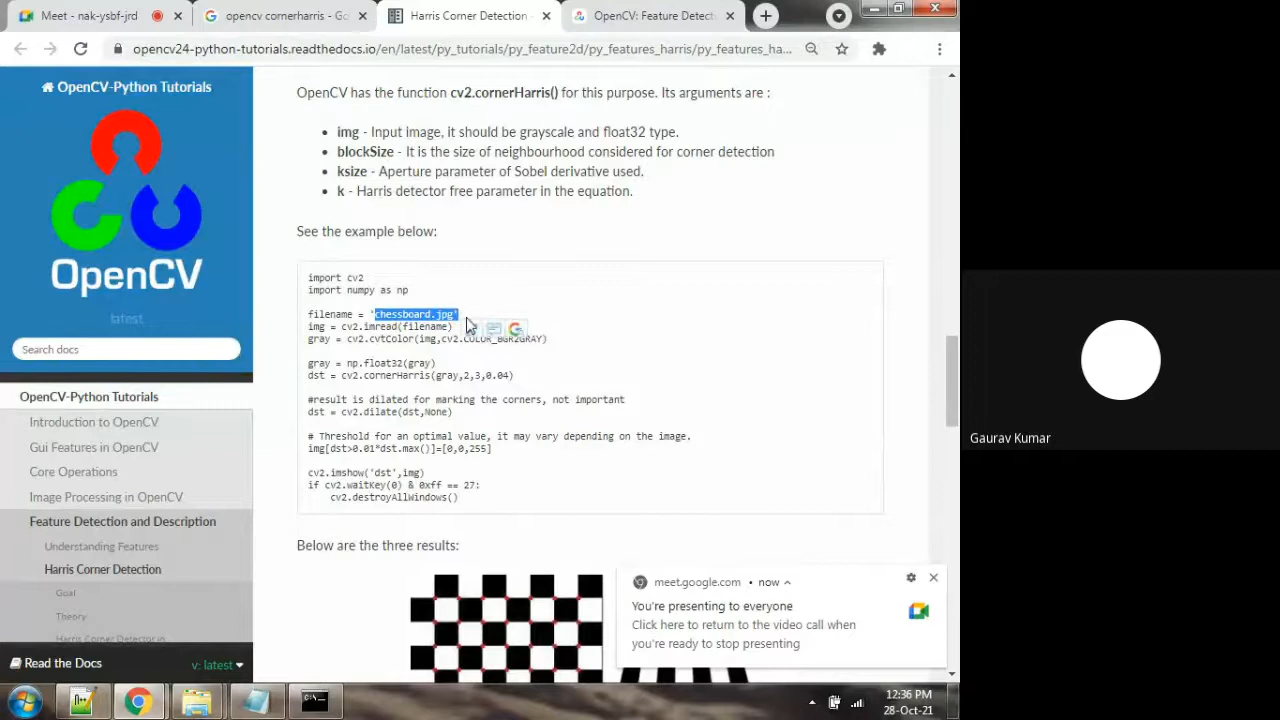 Meet - nak-ysbf-jrd
opencv cornerharris - Go
Harris Corner Detection
OpenCV: Feature Detect
opencv24-python-tutorials.readthedocs.io/en/latest/py_tutorials/py_feature2d/py_features_harris/py_features_ha...
OpenCV-Python Tutorials
OpenCV
latest
Search docs
OpenCV-Python Tutorials
Introduction to OpenCV
Gui Features in OpenCV
Core Operations
Image Processing in OpenCV
Feature Detection and Description
Understanding Features
Harris Corner Detection
Goal
Theory
Harris Corner Detector in
Read the Docs
v: latest
OpenCV has the function cv2.cornerHarris() for this purpose. Its arguments are :
• img - Input image, it should be grayscale and float32 type.
• blockSize - It is the size of neighbourhood considered for corner detection
• ksize - Aperture parameter of Sobel derivative used.
• k - Harris detector free parameter in the equation.
See the example below:
import cv2
import numpy as np
filename = 'chessboard.jpg'
img = cv2.imread(filename)
gray = cv2.cvtColor(img,cv2.COLOR_BGR2GRAY)
gray = np.float32(gray)
dst = cv2.cornerHarris(gray,2,3,0.04)
#result is dilated for marking the corners, not important
dst = cv2.dilate(dst,None)
# Threshold for an optimal value, it may vary depending on the image.
img[dst>0.01*dst.max()]=[0,0,255]
cv2.imshow('dst',img)
if cv2.waitKey(0) & 0xff == 27:
cv2.destroyAllWindows()
Below are the three results:
meet.google.com • now
You're presenting to everyone
Click here to return to the video call when
you're ready to stop presenting
Gaurav Kumar
12:36 PM
28-Oct-21